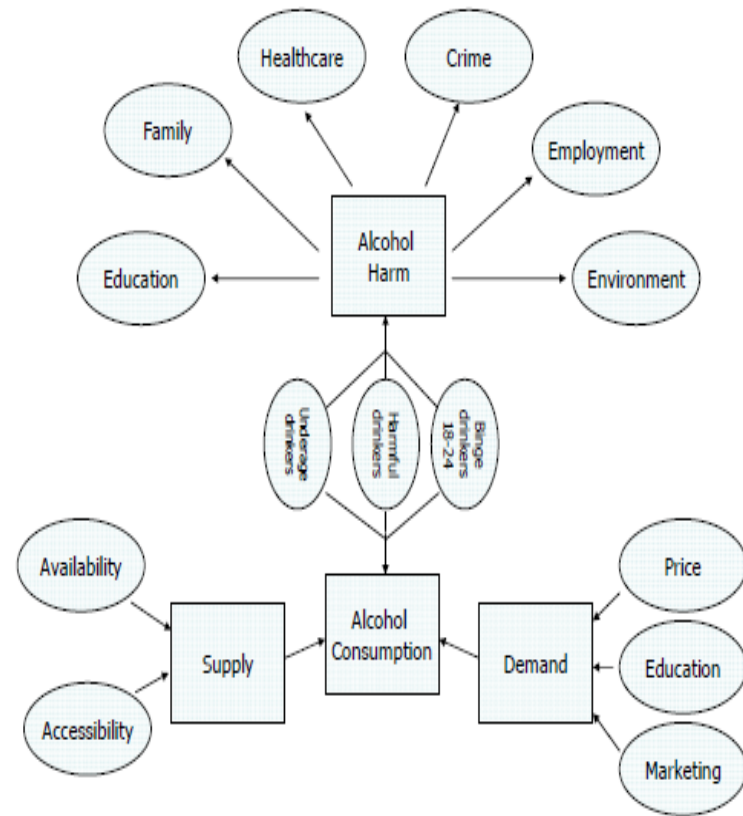 Healthcare
Crime
Family
Employment
Alcohol
Harm
Education
Environment
Underage
drinkers
Harmful
drinkers
Binge
drinkers
18-24
Availability
Price
Alcohol
Consumption
Supply
Demand
Education
Accessibility
Marketing